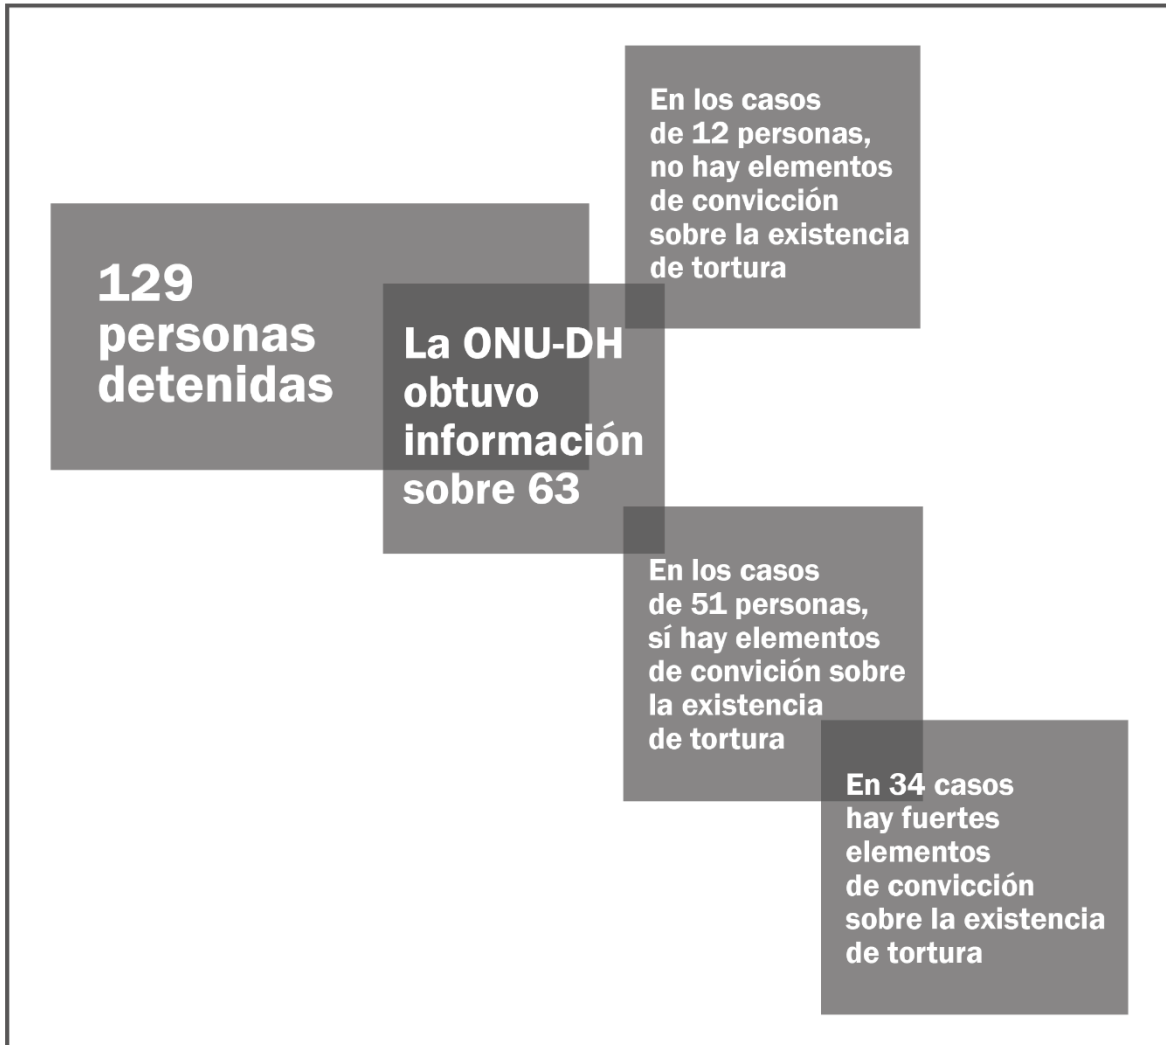 En los casos
de 12 personas,
no hay elementos
de convicción
sobre la existencia
de tortura
129
personas
detenidas
La ONU-DH
obtuvo
información
sobre 63
En los casos
de 51 personas,
sí hay elementos
de convición sobre
la existencia
de tortura
En 34 casos
hay fuertes
elementos
de convicción
sobre la existencia
de tortura